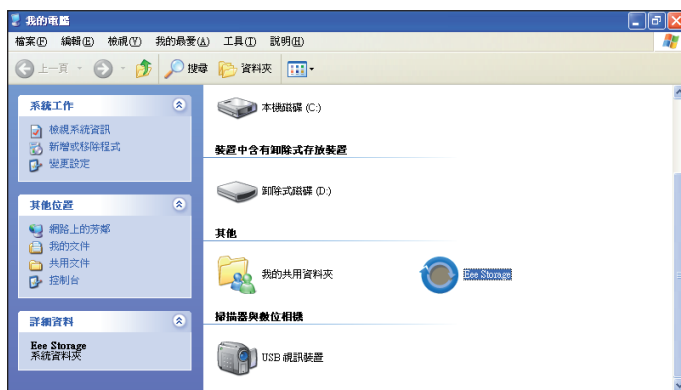 我的電腦
檔案(F) 編輯(E) 檢視(V) 我的最愛(A) 工具(T) 說明(H)
上一頁 搜尋 資料夾
系統工作
檢視系統資訊
新增或移除程式
變更設定
其他位置
網路上的芳鄰
我的文件
共用文件
控制台
詳細資料
Eee Storage
系統資料夾
本機磁碟 (C:)
裝置中含有卸除式存放裝置
卸除式磁碟 (D:)
其他
我的共用資料夾
Eee Storage
掃描器與數位相機
USB 視訊裝置